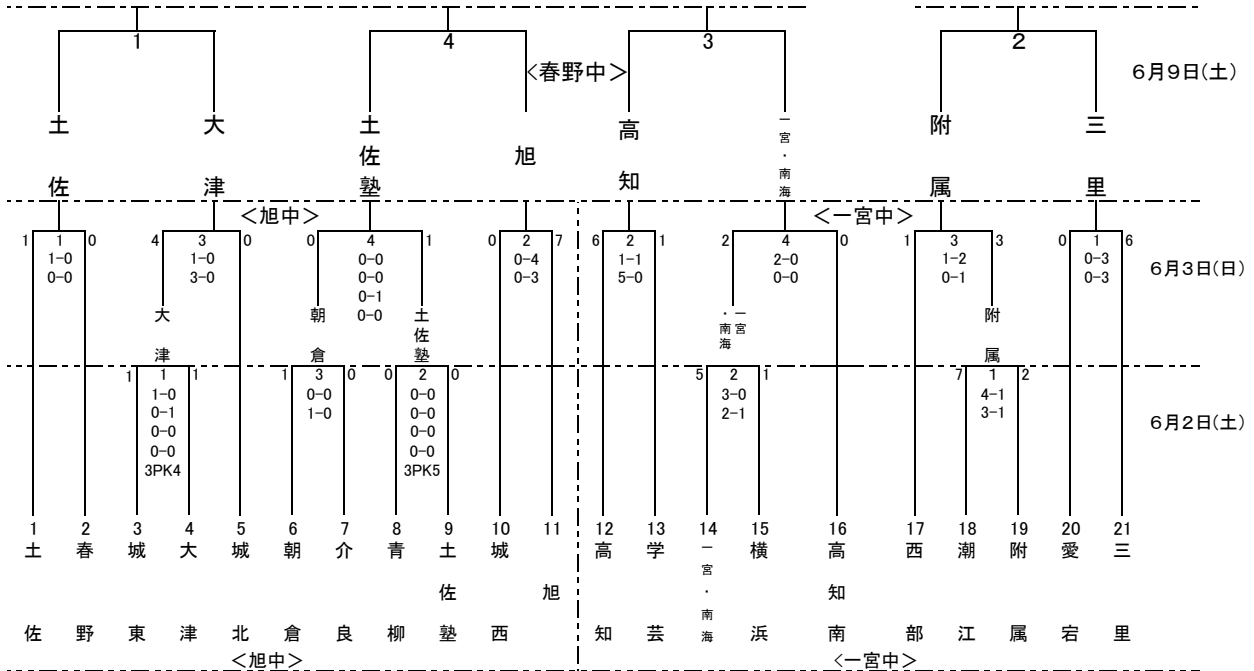 1 4 3 2
<春野中> 6月9日(土)
土佐 大津 土佐塾 旭 高知 一宮・南海 附属 三里
<旭中> <一宮中>
1 1 0 4 3 0 0 4 1 0 2 7 6 2 1 2 4 0 1 3 3 0 1 6
1-0 1-0 0-0 0-4 1-1 2-0 1-2 0-3
0-0 3-0 0-0 0-3 5-0 0-0 0-1 0-3
6月3日(日)
0-1
0-0
大津 朝倉 土佐塾 一宮・南海 附属
1 1 1 1 3 0 0 2 0 5 2 1 7 1 2
1-0 0-0 0-0 3-0 4-1
0-1 1-0 0-0 2-1 3-1
6月2日(土)
0-0 0-0
0-0 0-0
3PK4 3PK5
1 2 3 4 5 6 7 8 9 10 11 12 13 14 15 16 17 18 19 20 21
土佐 春野 城東 大津 城北 朝倉 介良 青柳 土佐塾 城西 旭 高知 学芸 一宮・南海 横浜 高知南 西部 潮江 附属 愛宕 三里
<旭中> <一宮中>